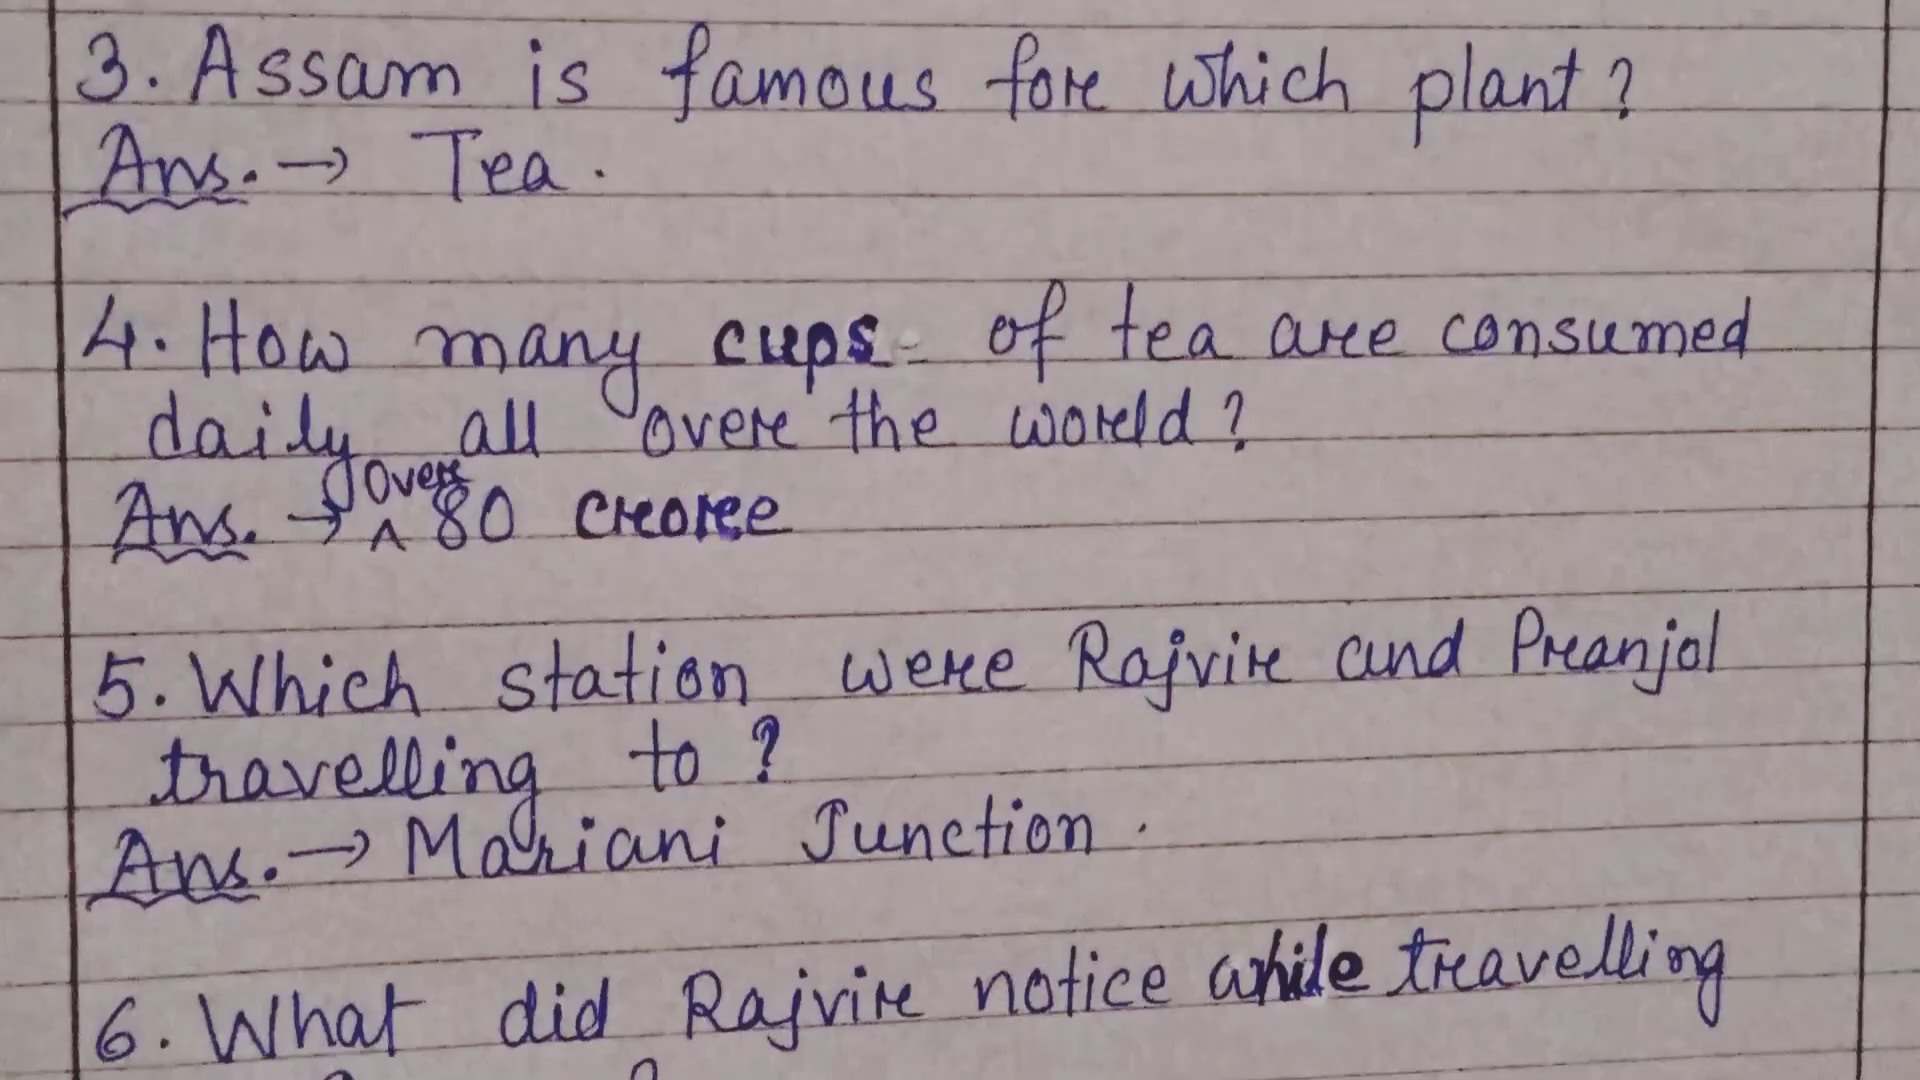 3. Assam is famous for which plant?
Ans. → Tea.
4. How many cups of tea are consumed
daily all over the world?
Ans. → over 80 crore
5. Which station were Rajvir and Pranjol
travelling to?
Ans. → Mariani Junction.
6. What did Rajvir notice while travelling